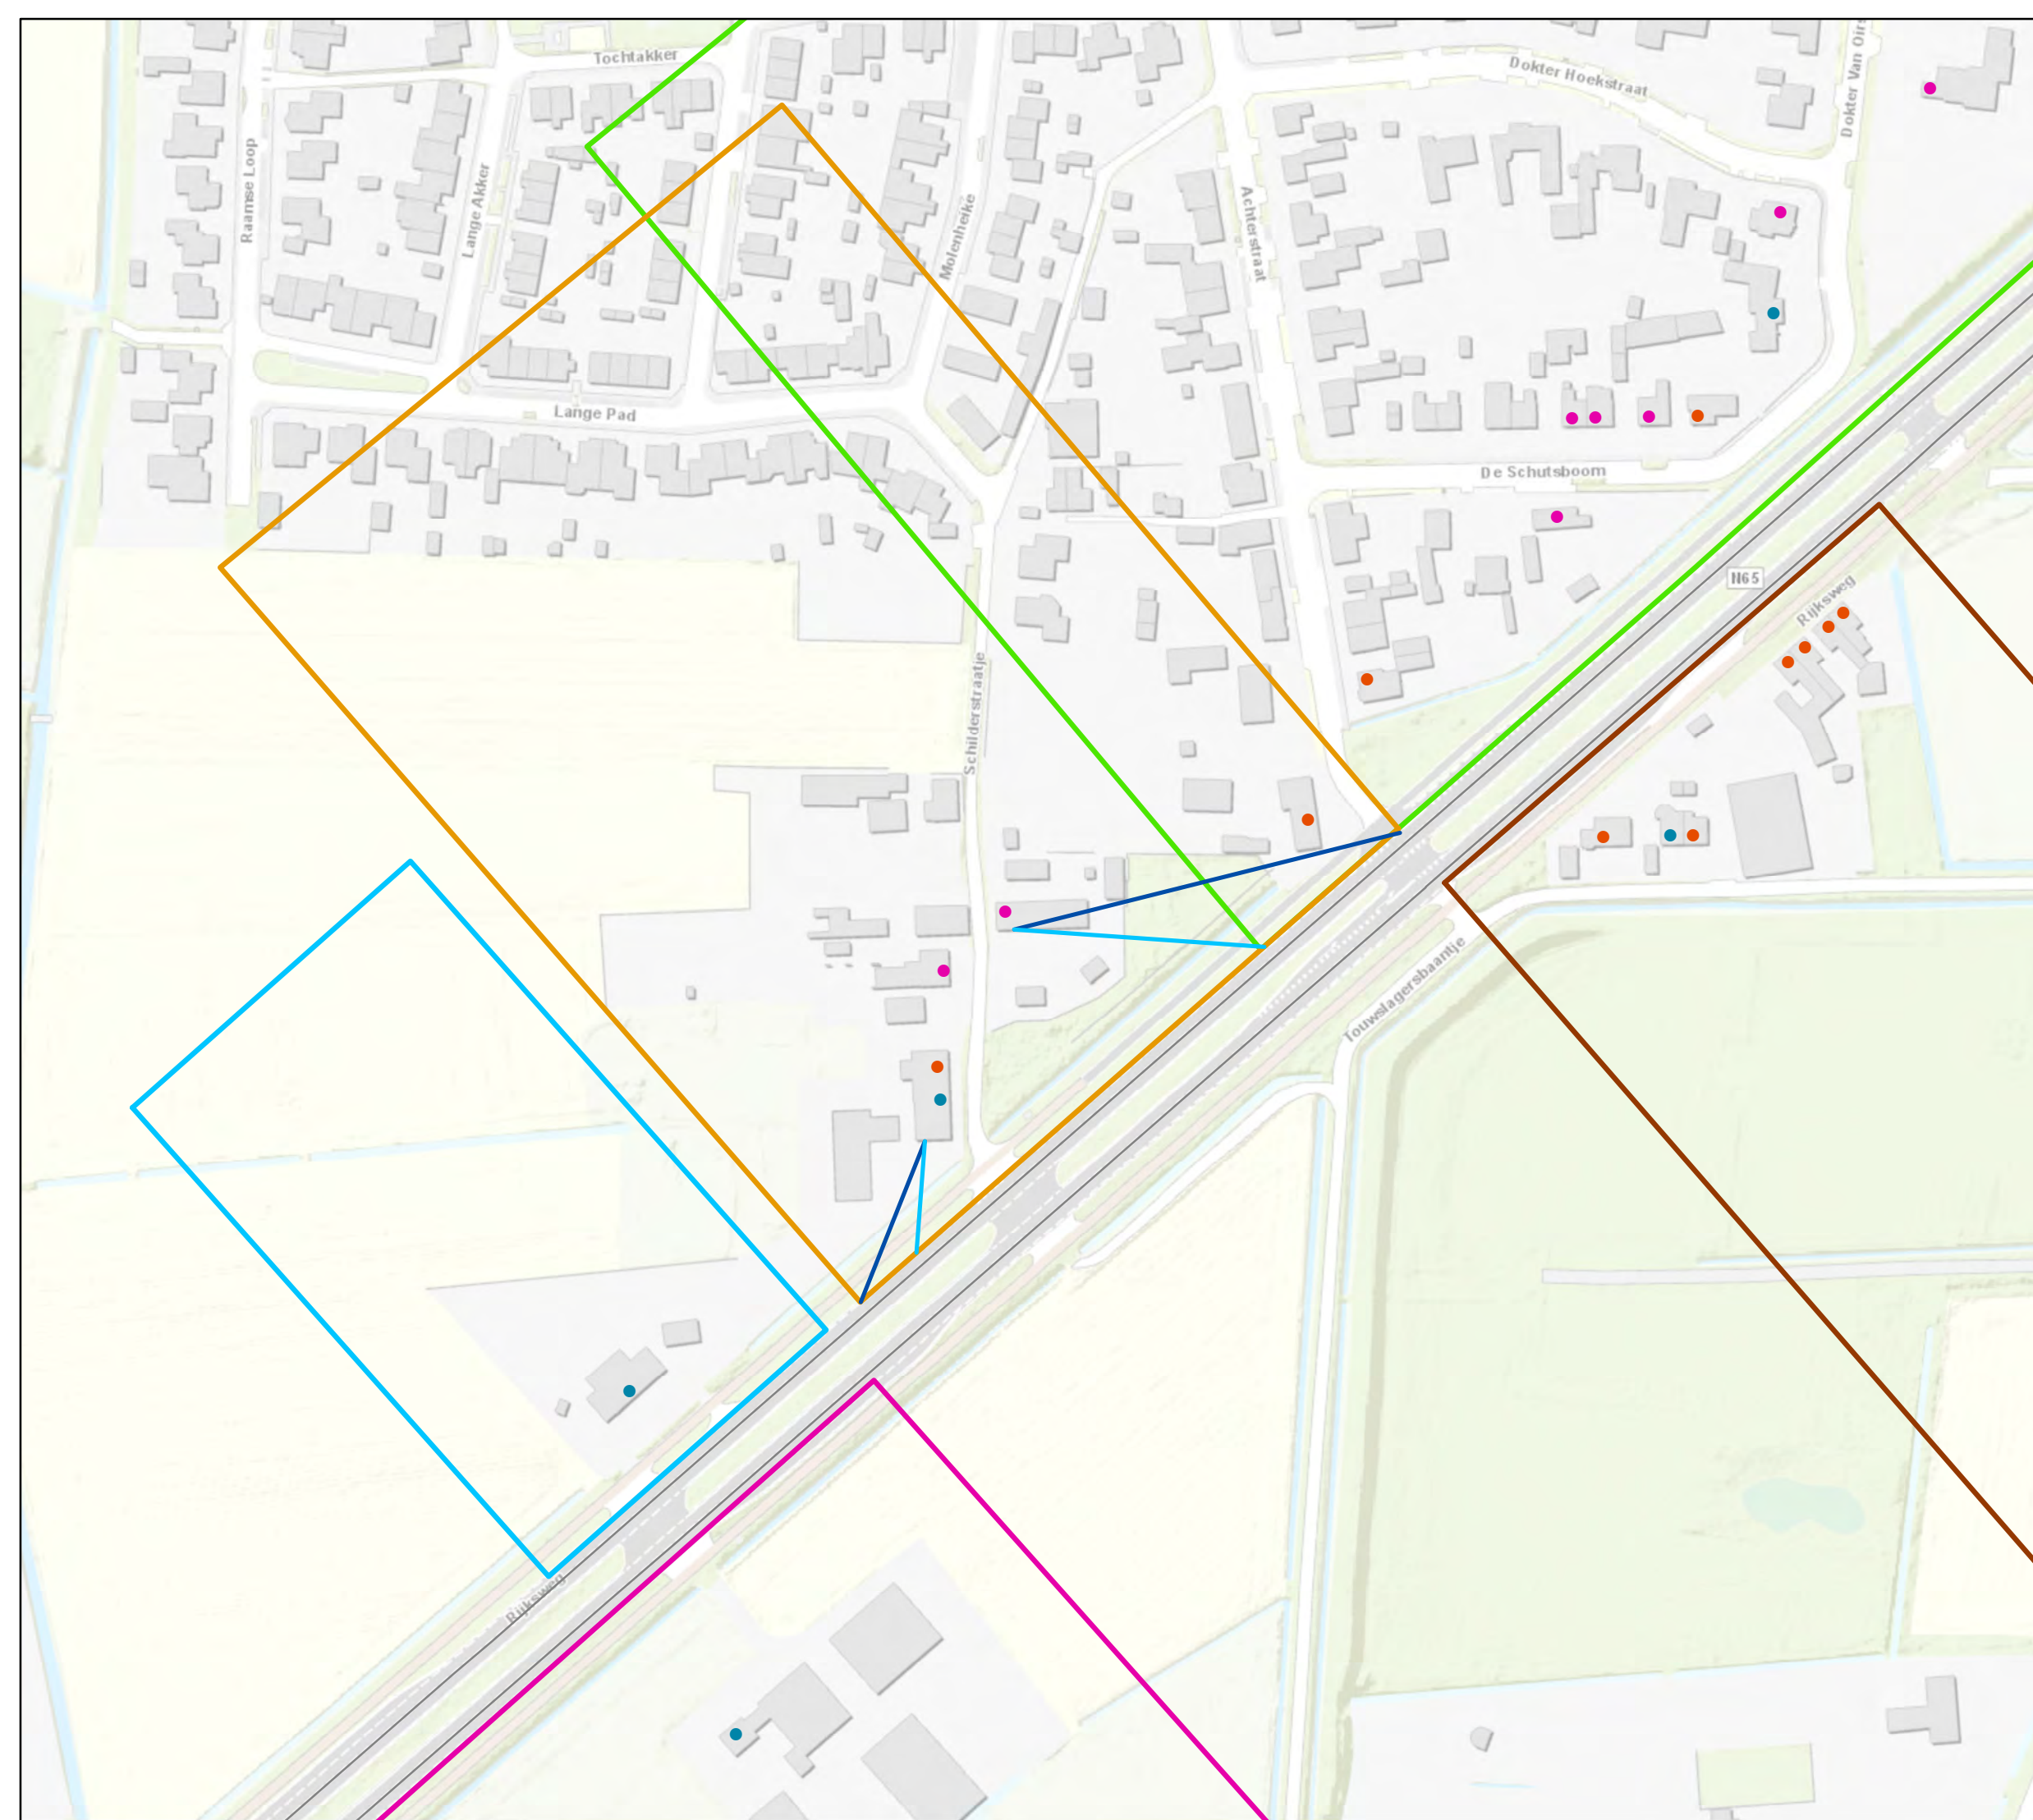 Tochtakker
Dokter Hoekstraat
Dokter Van Oirs
Raamse Loop
Lange Akker
Molenheike
Achterstraat
Lange Pad
De Schutsboom
N65
Rijksweg
Schilderstraatje
Touwslagersbaantje
Rijksweg